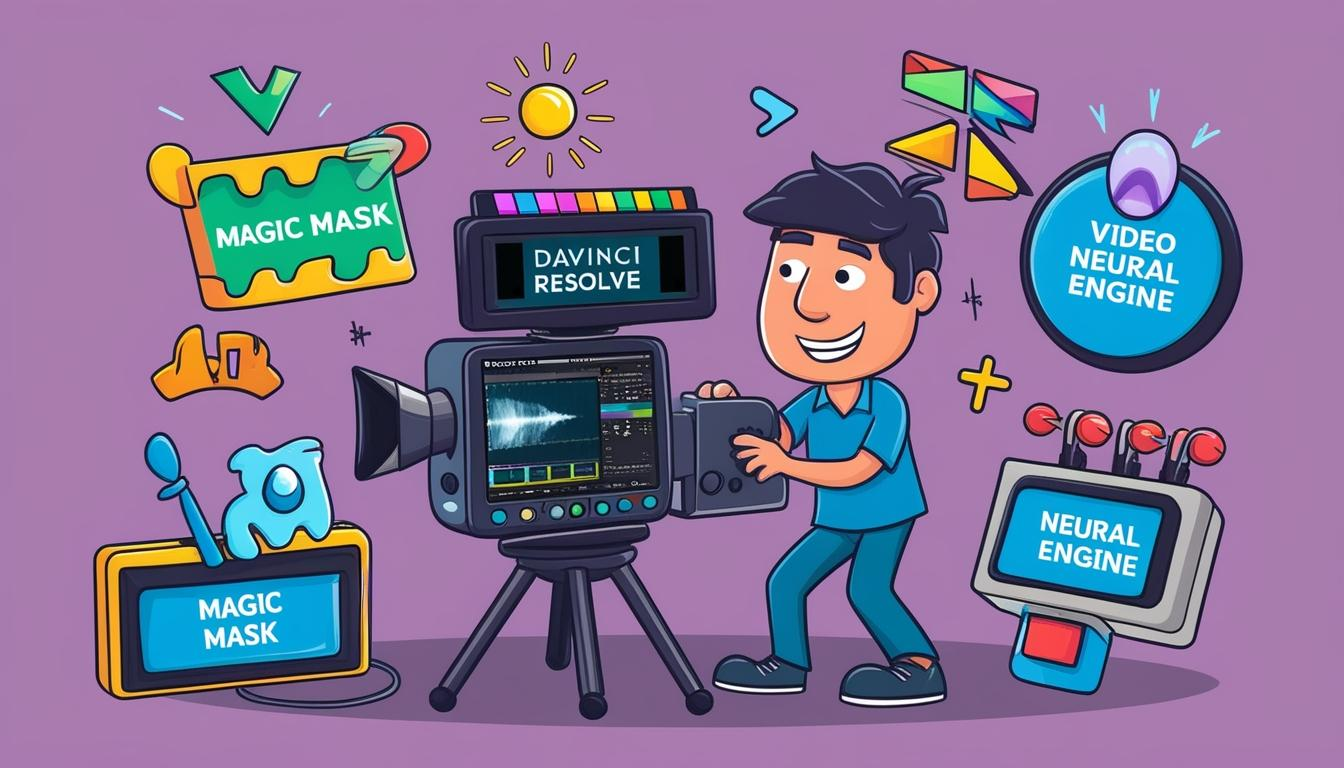 MAGIC MASK
DAVINCI
RESOLVE
VIDEO
NEURAL
ENGINE
MAGIC
MASK
NEURAL
ENGINE